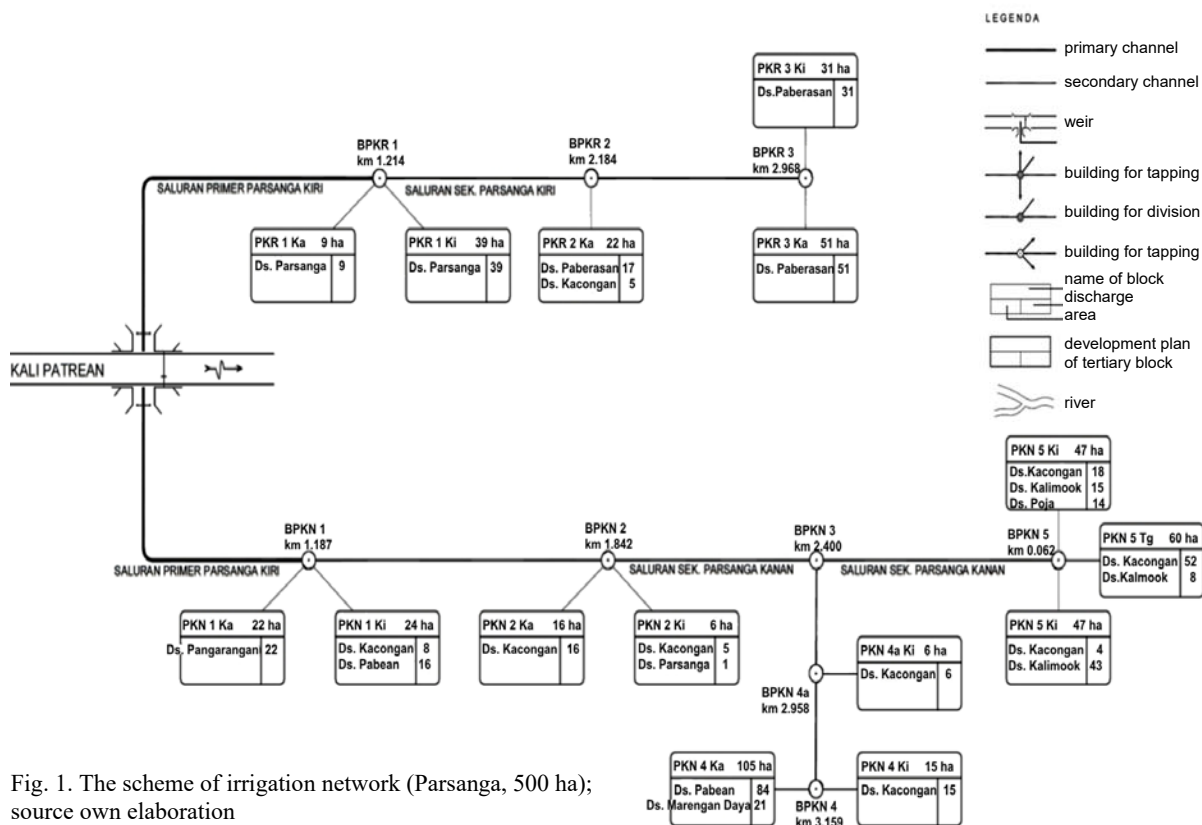 LEGENDA
primary channel
secondary channel
weir
building for tapping
building for division
building for tapping
name of block
discharge
area
development plan
of tertiary block
river
PKR 3 Ki 31 ha
Ds.Paberasan 31
BPKR 1
km 1.214
BPKR 2
km 2.184
BPKR 3
km 2.968
SALURAN PRIMER PARSANGA KIRI
SALURAN SEK. PARSANGA KIRI
PKR 1 Ka 9 ha
Ds. Parsanga 9
PKR 1 Ki 39 ha
Ds. Parsanga 39
PKR 2 Ka 22 ha
Ds. Paberasan 17
Ds. Kacongan 5
PKR 3 Ka 51 ha
Ds. Paberasan 51
KALI PATREAN
PKN 5 Ki 47 ha
Ds.Kacongan 18
Ds. Kalimook 15
Ds. Poja 14
BPKN 1
km 1.187
BPKN 2
km 1.842
BPKN 3
km 2.400
BPKN 5
km 0.062
PKN 5 Tg 60 ha
Ds. Kacongan 52
Ds.Kalmook 8
SALURAN PRIMER PARSANGA KIRI
SALURAN SEK. PARSANGA KANAN
SALURAN SEK. PARSANGA KANAN
PKN 1 Ka 22 ha
Ds. Pangarangan 22
PKN 1 Ki 24 ha
Ds. Kacongan 8
Ds. Pabean 16
PKN 2 Ka 16 ha
Ds. Kacongan 16
PKN 2 Ki 6 ha
Ds. Kacongan 5
Ds. Parsanga 1
PKN 5 Ki 47 ha
Ds. Kacongan 4
Ds. Kalimook 43
PKN 4a Ki 6 ha
Ds. Kacongan 6
BPKN 4a
km 2.958
PKN 4 Ka 105 ha
Ds. Pabean 84
Ds. Marengan Daya 21
PKN 4 Ki 15 ha
Ds. Kacongan 15
BPKN 4
km 3.159
Fig. 1. The scheme of irrigation network (Parsanga, 500 ha);
source own elaboration